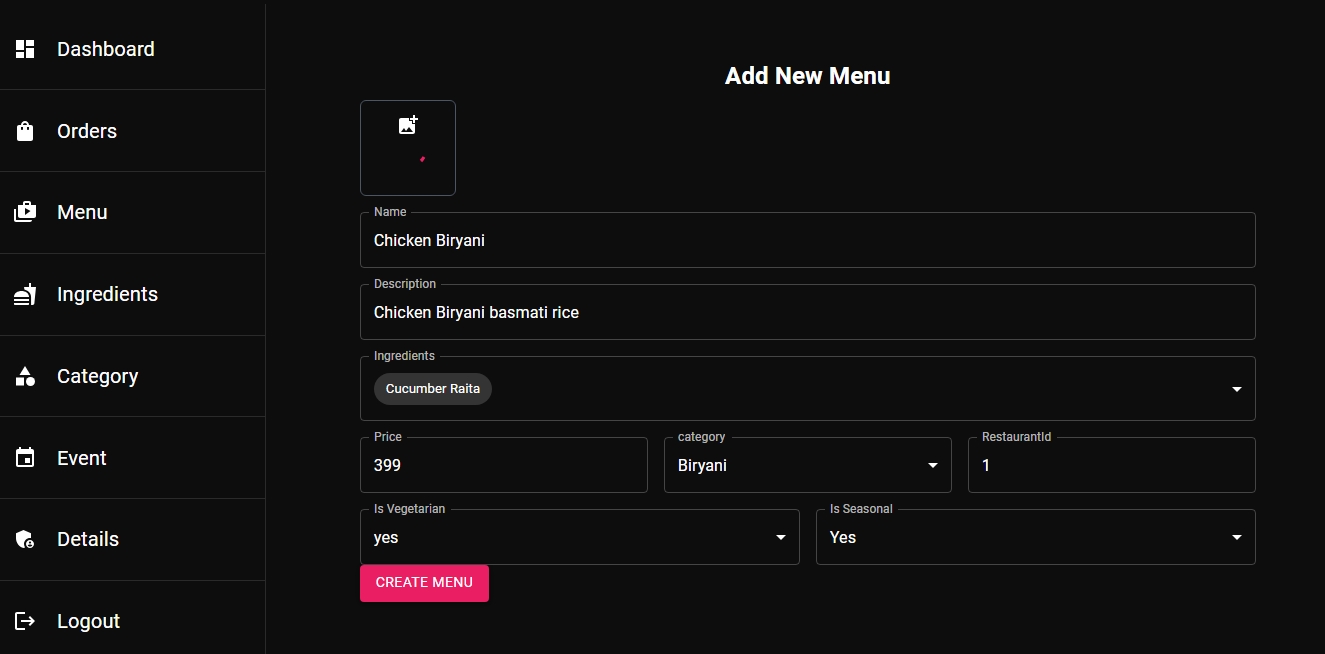 Dashboard
Orders
Menu
Ingredients
Category
Event
Details
Logout
Add New Menu
Name
Chicken Biryani
Description
Chicken Biryani basmati rice
Ingredients
Cucumber Raita
Price
399
category
Biryani
RestaurantId
1
Is Vegetarian
yes
Is Seasonal
Yes
CREATE MENU